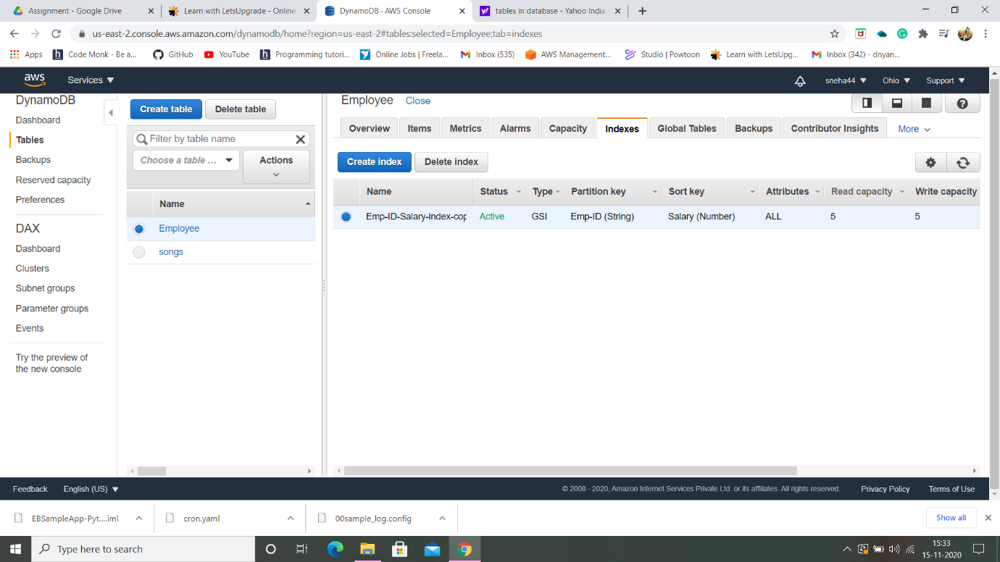 Assignment - Google Drive
Learn with LetsUpgrade - Online
DynamoDB · AWS Console
tables in database - Yahoo India
us-east-2.console.aws.amazon.com/dynamodb/home?region=us-east-2#tables:selected=Employee;tab=indexes
Apps
Code Monk - Be a...
GitHub
YouTube
Programming tutori...
Online Jobs | Freela...
Inbox (535)
AWS Management...
Studio | Powtoon
Learn with LetsUpg...
Inbox (342) - dnyan...
aws
Services
sneha44
Ohio
Support
DynamoDB
Dashboard
Tables
Backups
Reserved capacity
Preferences
DAX
Dashboard
Clusters
Subnet groups
Parameter groups
Events
Try the preview of
the new console
Create table
Delete table
Filter by table name
Choose a table ...
Actions
Name
Employee
songs
Employee Close
Overview Items Metrics Alarms Capacity Indexes Global Tables Backups Contributor Insights More
Create index
Delete index
Name Status Type Partition key Sort key Attributes Read capacity Write capacity
Emp-ID-Salary-index-cop Active GSI Emp-ID (String) Salary (Number) ALL 5 5
Feedback
English (US)
© 2008 - 2020, Amazon Internet Services Private Ltd. or its affiliates. All rights reserved.
Privacy Policy
Terms of Use
EBSampleApp-Pyt....iml
cron.yaml
00sample_log.config
Show all
Type here to search
15:33
15-11-2020